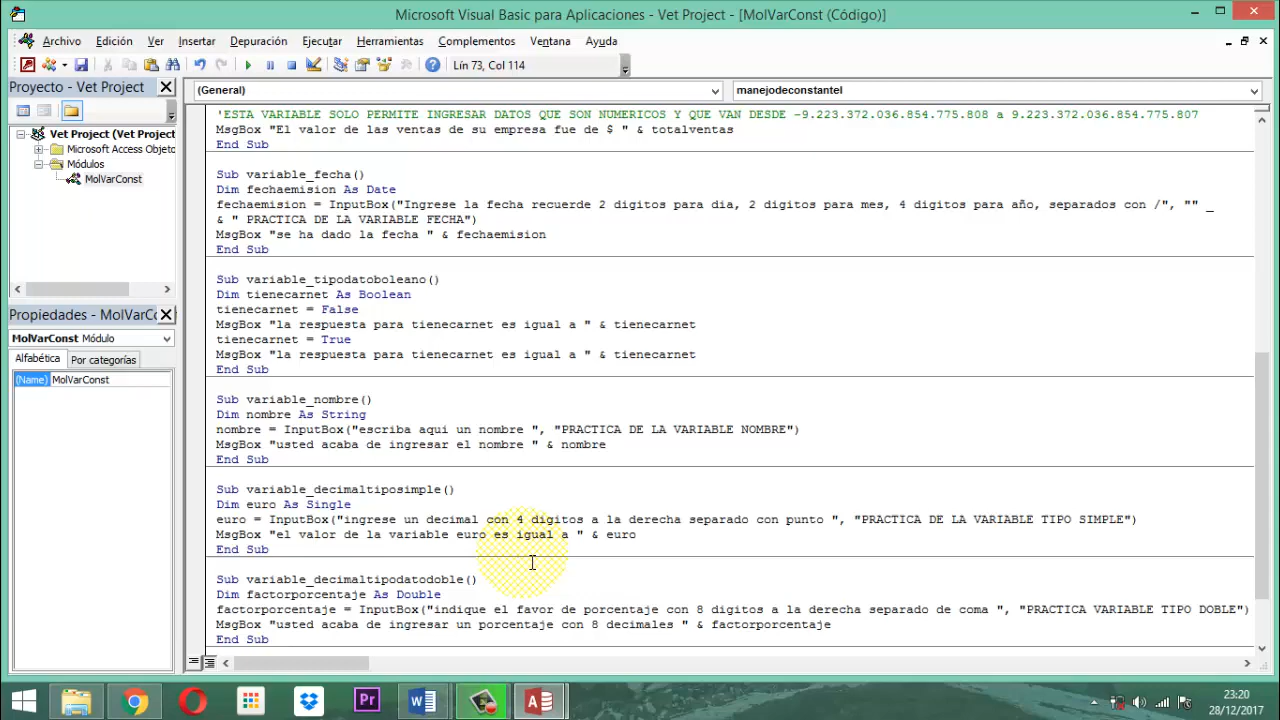 Microsoft Visual Basic para Aplicaciones - Vet Project - [MolVarConst (Código)]
Archivo Edición Ver Insertar Formato Depuración Ejecutar Herramientas Complementos Ventana Ayuda
Lín 73, Col 114
Proyecto - Vet Project
(General) manejodeconstanteI
Vet Project (Vet Project
Microsoft Access Objeto
Módulos
MolVarConst
Propiedades - MolVarCo
MolVarConst Módulo
Alfabética Por categorías
(Name) MolVarConst
'ESTA VARIABLE SOLO PERMITE INGRESAR DATOS QUE SON NUMERICOS Y QUE VAN DESDE -9.223.372.036.854.775.808 a 9.223.372.036.854.775.807
MsgBox "El valor de las ventas de su empresa fue de $ " & totalventas
End Sub
Sub variable_fecha()
Dim fechaemision As Date
fechaemision = InputBox("Ingrese la fecha recuerde 2 digitos para dia, 2 digitos para mes, 4 digitos para año, separados con /", "" _
& " PRACTICA DE LA VARIABLE FECHA")
MsgBox "se ha dado la fecha " & fechaemision
End Sub
Sub variable_tipodatoboleano()
Dim tienecarnet As Boolean
tienecarnet = False
MsgBox "la respuesta para tienecarnet es igual a " & tienecarnet
tienecarnet = True
MsgBox "la respuesta para tienecarnet es igual a " & tienecarnet
End Sub
Sub variable_nombre()
Dim nombre As String
nombre = InputBox("escriba aqui un nombre ", "PRACTICA DE LA VARIABLE NOMBRE")
MsgBox "usted acaba de ingresar el nombre " & nombre
End Sub
Sub variable_decimaltiposimple()
Dim euro As Single
euro = InputBox("ingrese un decimal con 4 digitos a la derecha separado con punto ", "PRACTICA DE LA VARIABLE TIPO SIMPLE")
MsgBox "el valor de la variable euro es igual a " & euro
End Sub
Sub variable_decimaltipodatodoble()
Dim factorporcentaje As Double
factorporcentaje = InputBox("indique el favor de porcentaje con 8 digitos a la derecha separado de coma ", "PRACTICA VARIABLE TIPO DOBLE")
MsgBox "usted acaba de ingresar un porcentaje con 8 decimales " & factorporcentaje
End Sub
Pr
23:20
28/12/2017